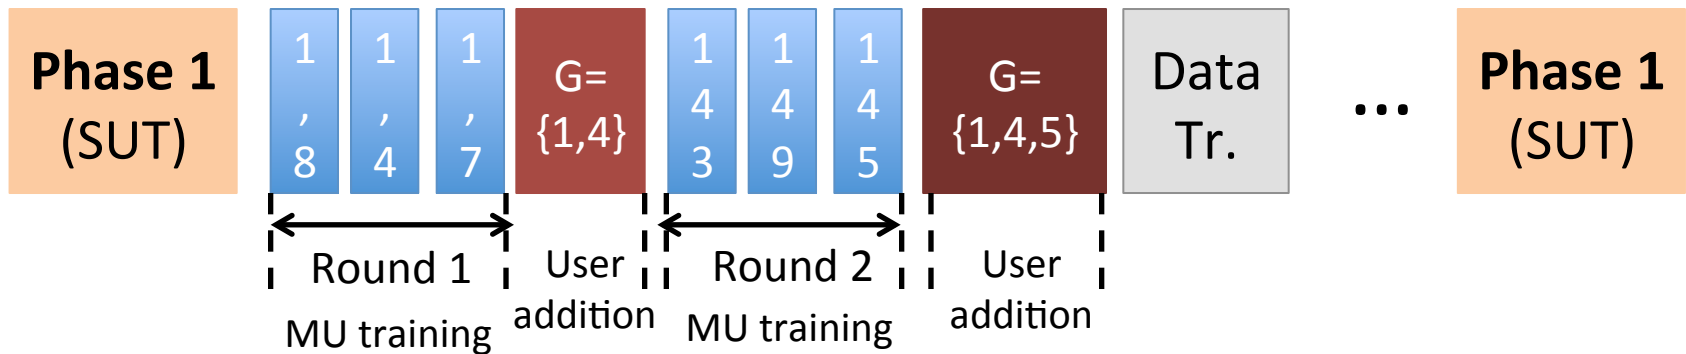 Phase 1
(SUT)
1
,
8
1
,
4
1
,
7
G=
{1,4}
1
4
3
1
4
9
1
4
5
G=
{1,4,5}
Data
Tr.
...
Phase 1
(SUT)
Round 1
MU training
User
addition
Round 2
MU training
User
addition